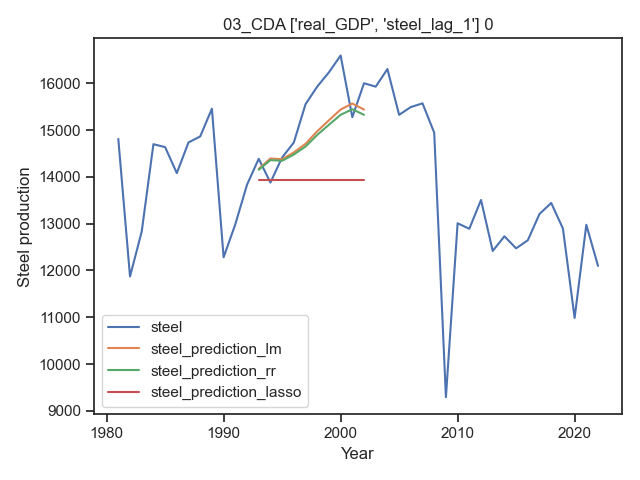 03_CDA ['real_GDP', 'steel_lag_1'] 0
16000
15000
14000
13000
12000
11000
10000
9000
Steel production
steel
steel_prediction_lm
steel_prediction_rr
steel_prediction_lasso
1980 1990 2000 2010 2020
Year